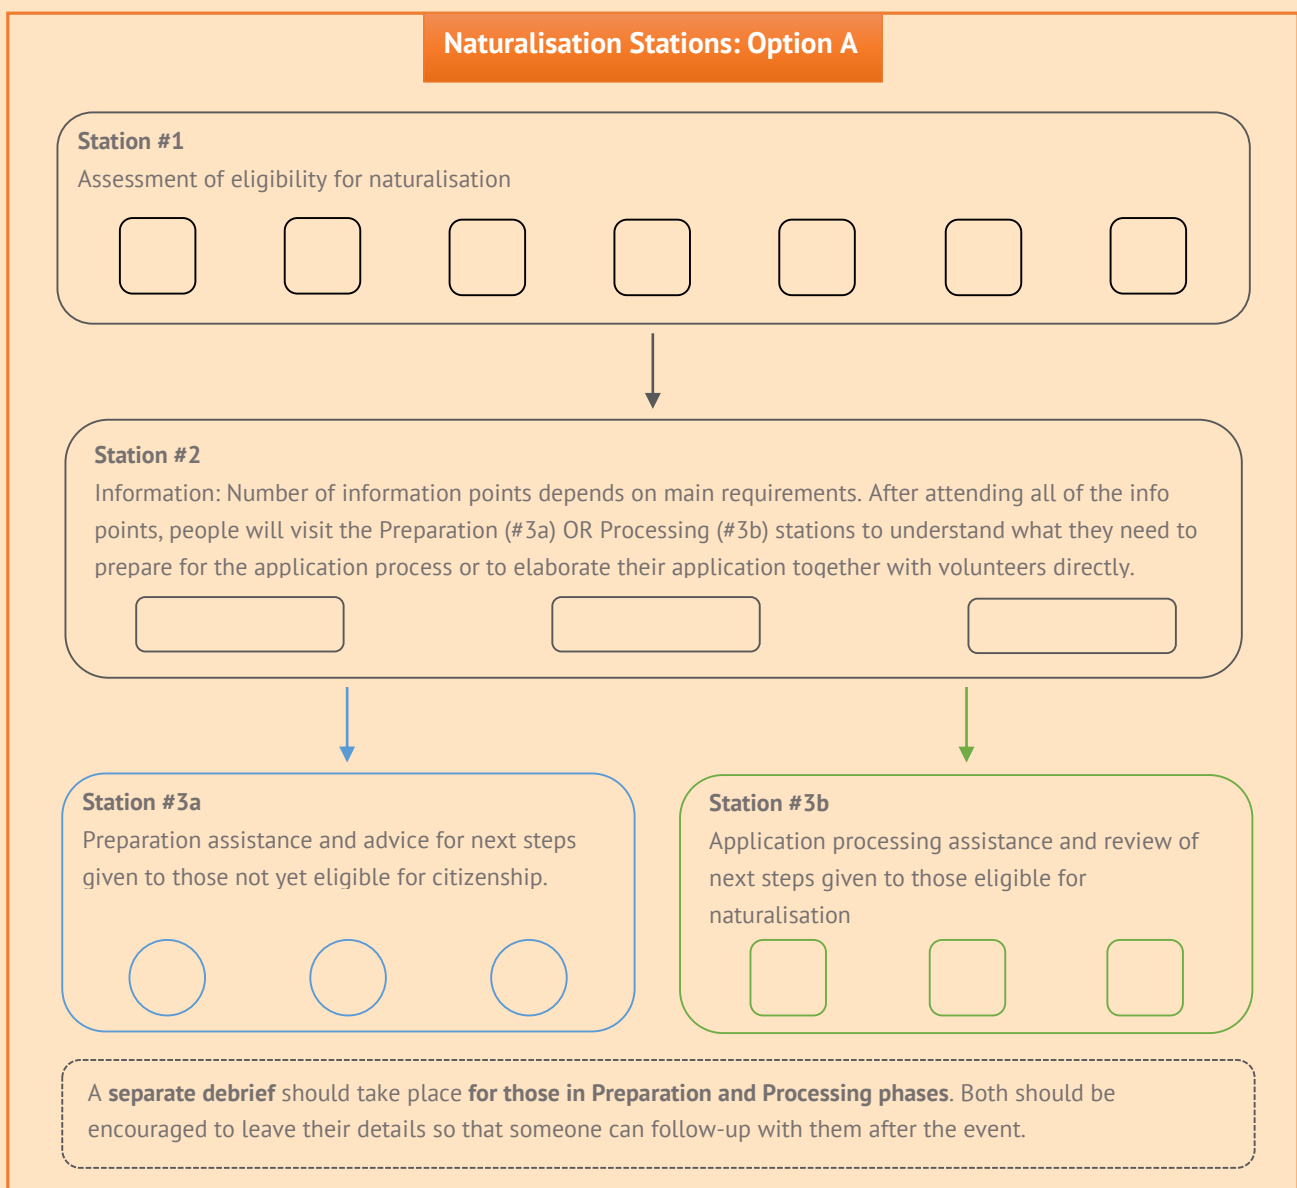 Naturalisation Stations: Option A
Station #1
Assessment of eligibility for naturalisation
Station #2
Information: Number of information points depends on main requirements. After attending all of the info
points, people will visit the Preparation (#3a) OR Processing (#3b) stations to understand what they need to
prepare for the application process or to elaborate their application together with volunteers directly.
Station #3a
Preparation assistance and advice for next steps
given to those not yet eligible for citizenship.
Station #3b
Application processing assistance and review of
next steps given to those eligible for
naturalisation
A separate debrief should take place for those in Preparation and Processing phases. Both should be
encouraged to leave their details so that someone can follow-up with them after the event.